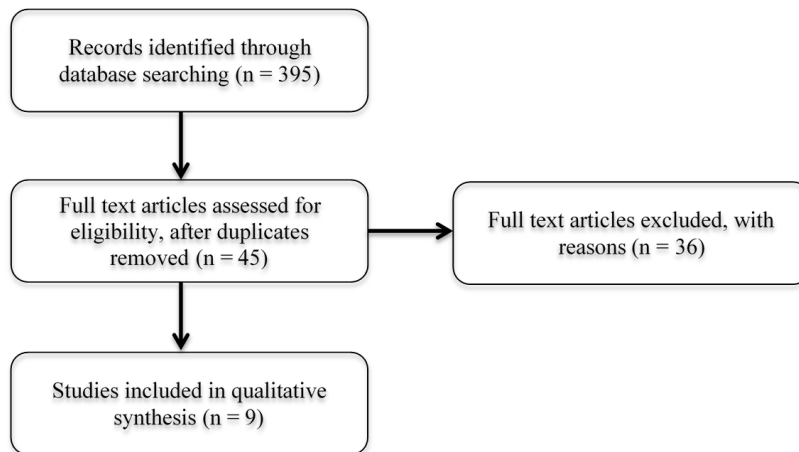 Records identified through
database searching (n = 395)
Full text articles assessed for
eligibility, after duplicates
removed (n = 45)
Full text articles excluded, with
reasons (n = 36)
Studies included in qualitative
synthesis (n = 9)